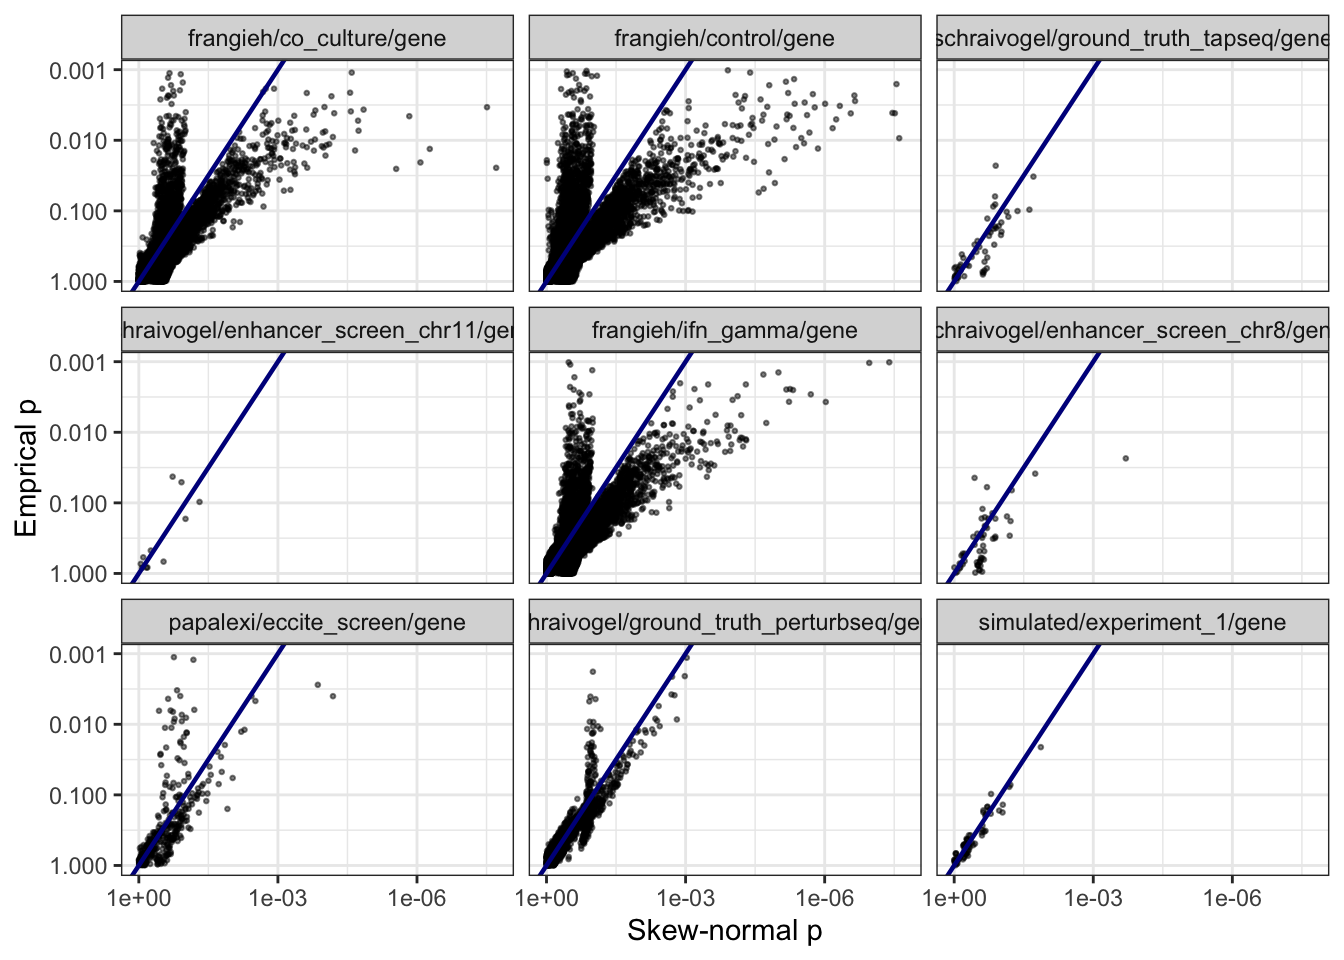 frangieh/co_culture/gene
frangieh/control/gene
schraivogel/ground_truth_tapseq/gene
0.001
0.010
0.100
1.000
hraivogel/enhancer_screen_chr11/ger
frangieh/ifn_gamma/gene
chraivogel/enhancer_screen_chr8/gen
0.001
0.010
0.100
1.000
Emprical p
papalexi/eccite_screen/gene
hraivogel/ground_truth_perturbseq/ge
simulated/experiment_1/gene
0.001
0.010
0.100
1.000
1e+00
1e-03
1e-06
1e+00
1e-03
1e-06
1e+00
1e-03
1e-06
Skew-normal p